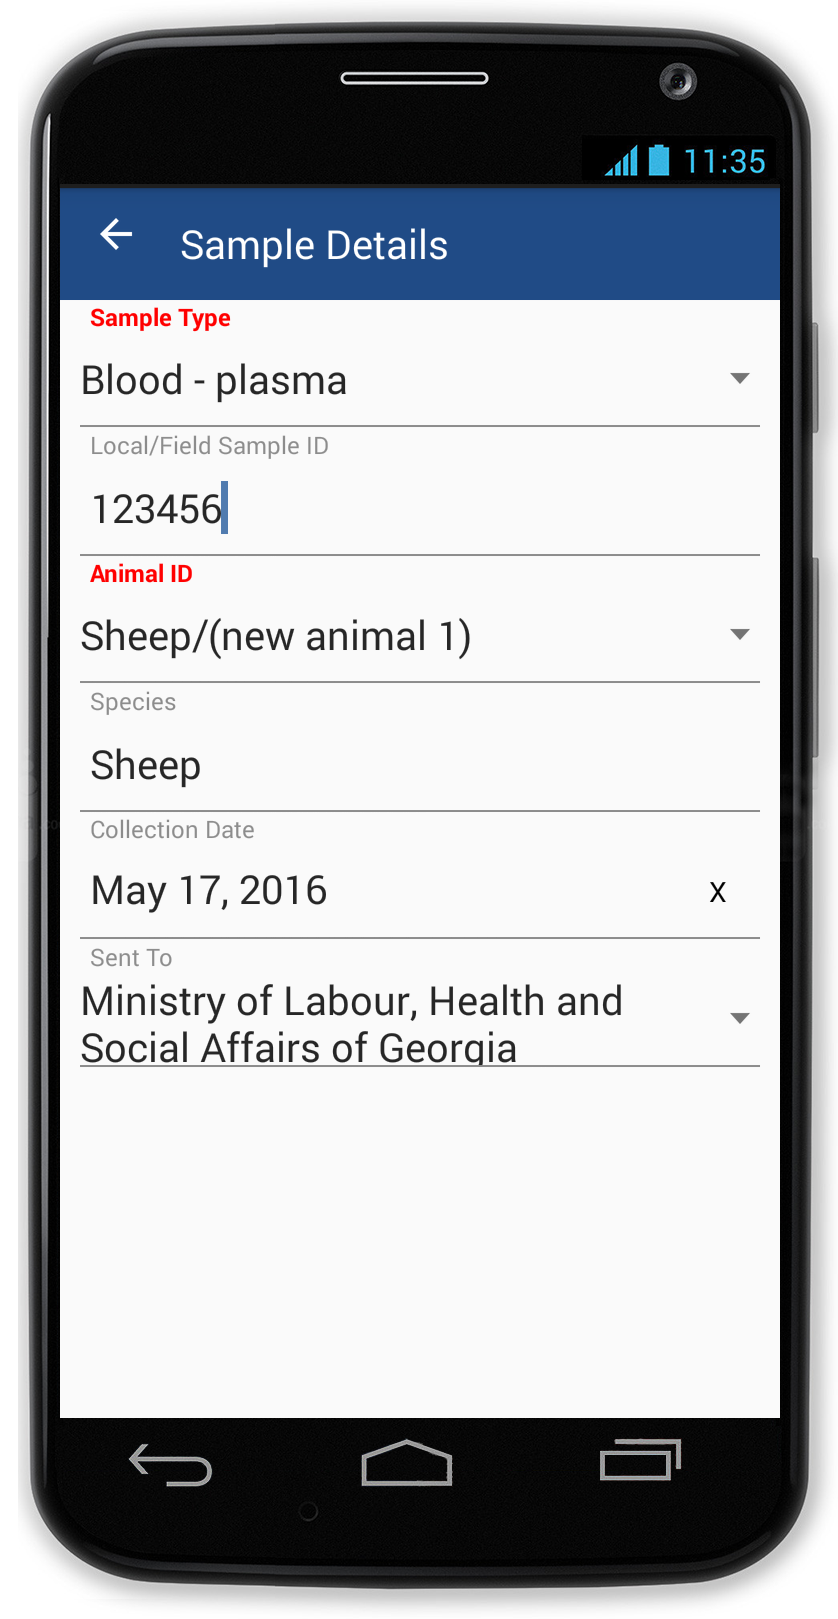 11:35
Sample Details
Sample Type
Blood - plasma
Local/Field Sample ID
123456
Animal ID
Sheep/(new animal 1)
Species
Sheep
Collection Date
May 17, 2016
X
Sent To
Ministry of Labour, Health and
Social Affairs of Georgia